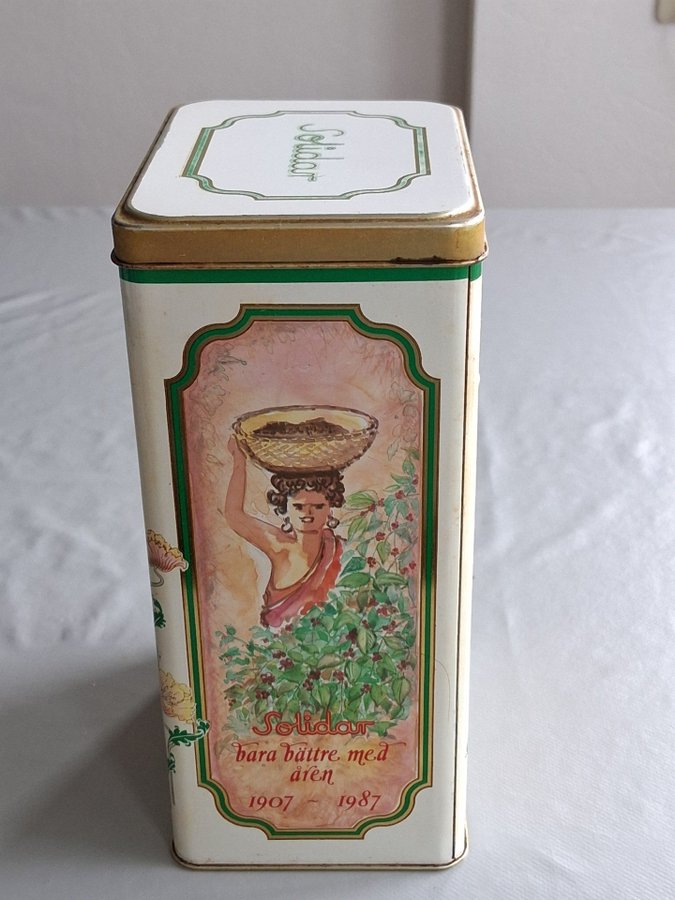 Solidar
Solidar
bara bättre med
åren
1907 ~ 1987